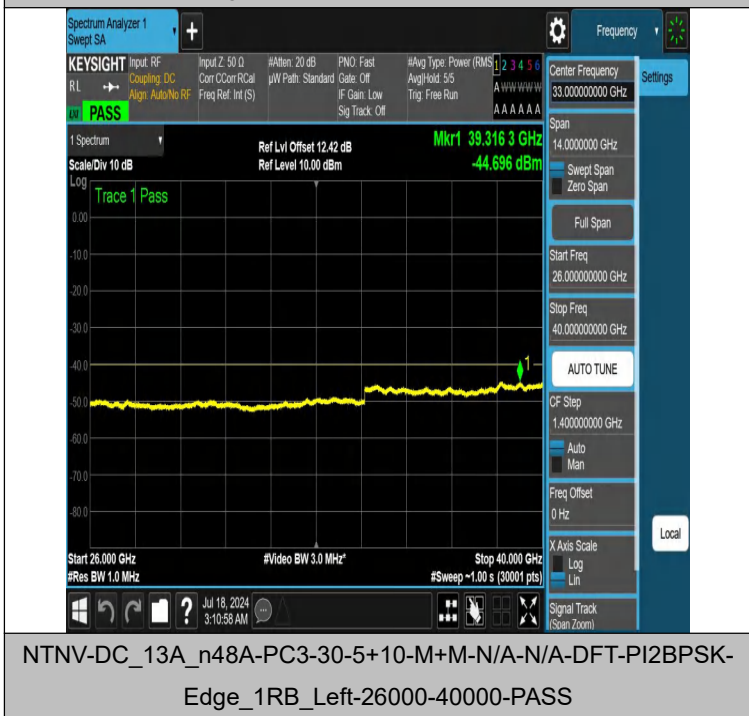 Spectrum Analyzer 1
Swept SA
+
Frequency
KEYSIGHT
RL
PASS
Input: RF
Coupling: DC
Align: Auto/No RF
Input Z: 50 Ω
Corr CCorr RCal
Freq Ref: Int (S)
#Atten: 20 dB
µW Path: Standard
PNO: Fast
Gate: Off
IF Gain: Low
Sig Track: Off
#Avg Type: Power (RMS
Avg|Hold: 5/5
Trig: Free Run
1 2 3 4 5 6
A W W W W W
A A A A A A
Center Frequency
33.000000000 GHz
Settings
Span
14.0000000 GHz
Swept Span
Zero Span
Full Span
Start Freq
26.000000000 GHz
Stop Freq
40.000000000 GHz
AUTO TUNE
CF Step
1.400000000 GHz
Auto
Man
Freq Offset
0 Hz
X Axis Scale
Log
Lin
Local
Signal Track
(Span Zoom)
1 Spectrum
Scale/Div 10 dB
Log
Ref Lvl Offset 12.42 dB
Ref Level 10.00 dBm
Mkr1 39.316 3 GHz
-44.696 dBm
Trace 1 Pass
0.00
-10.0
-20.0
-30.0
-40.0
-50.0
-60.0
-70.0
-80.0
1
Start 26.000 GHz
#Res BW 1.0 MHz
#Video BW 3.0 MHz*
Stop 40.000 GHz
#Sweep ~1.00 s (30001 pts)
?
Jul 18, 2024
3:10:58 AM
NTNV-DC_13A_n48A-PC3-30-5+10-M+M-N/A-N/A-DFT-PI2BPSK-
Edge_1RB_Left-26000-40000-PASS